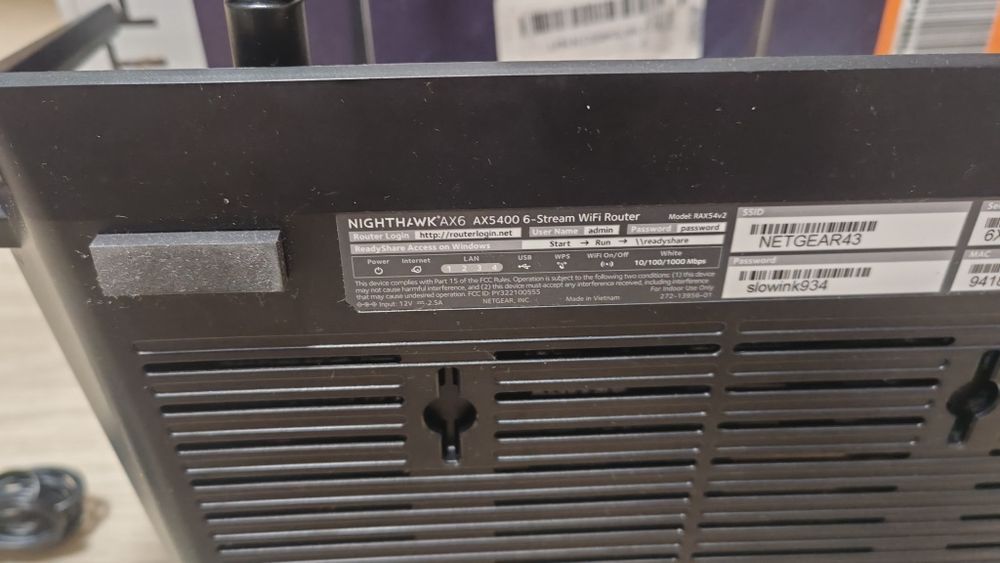 NIGHTHAWK® AX6 AX5400 6-Stream WiFi Router Model: RAX54v2
Router Login http://routerlogin.net User Name admin Password password
ReadyShare Access on Windows Start → Run → \\readyshare
Power Internet LAN USB WPS WiFi On/Off White
1 2 3 4 10/100/1000 Mbps
This device complies with Part 15 of the FCC Rules. Operation is subject to the following two conditions: (1) this device
may not cause harmful interference, and (2) this device must accept any interference received, including interference
that may cause undesired operation. FCC ID: PY322100555 For Indoor Use Only
Input: 12V ⎓ 2.5A NETGEAR, INC. Made in Vietnam 272-13956-01
SSID
NETGEAR43
Password
slowink934
6X
MAC
9418